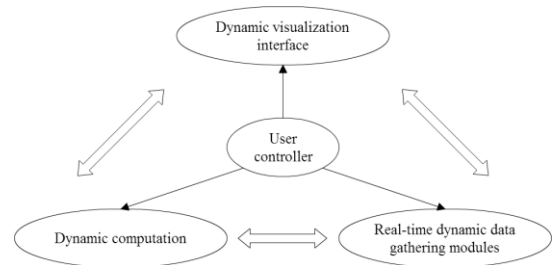 Dynamic visualization
interface
User
controller
Dynamic computation
Real-time dynamic data
gathering modules